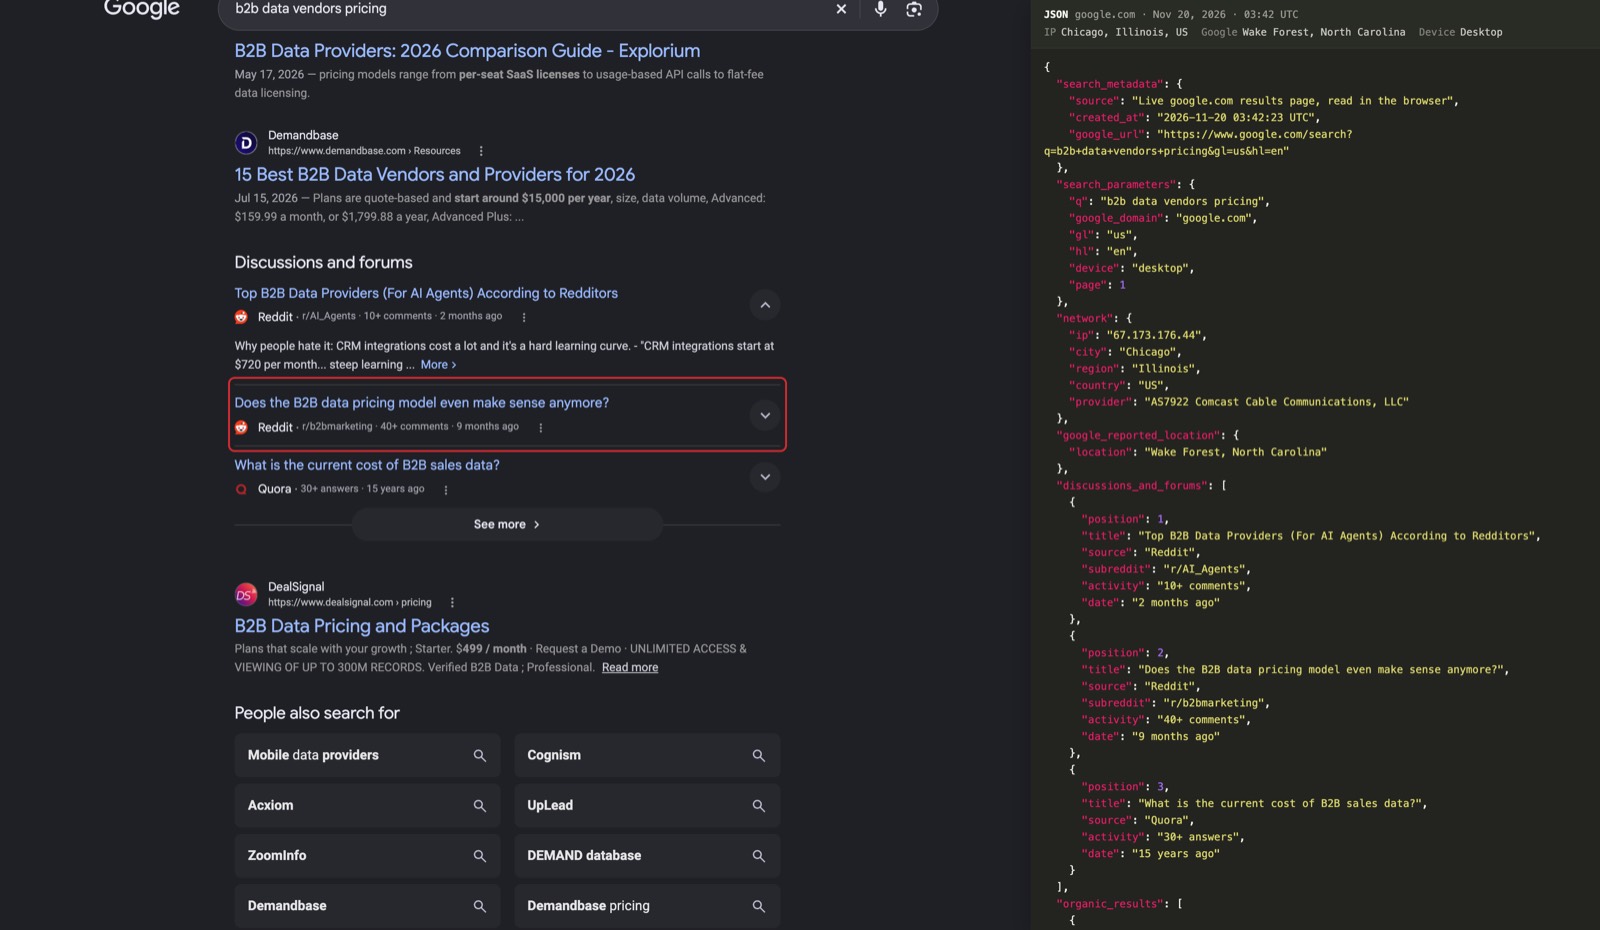 Google
b2b data vendors pricing
B2B Data Providers: 2026 Comparison Guide - Explorium
May 17, 2026 — pricing models range from per-seat SaaS licenses to usage-based API calls to flat-fee
data licensing.
D
Demandbase
https://www.demandbase.com › Resources
15 Best B2B Data Vendors and Providers for 2026
Jul 15, 2026 — Plans are quote-based and start around $15,000 per year, size, data volume, Advanced:
$159.99 a month, or $1,799.88 a year, Advanced Plus: ...
Discussions and forums
Top B2B Data Providers (For AI Agents) According to Redditors
Reddit · r/AI_Agents · 10+ comments · 2 months ago
Why people hate it: CRM integrations cost a lot and it's a hard learning curve. - "CRM integrations start at
$720 per month... steep learning ... More ›
Does the B2B data pricing model even make sense anymore?
Reddit · r/b2bmarketing · 40+ comments · 9 months ago
What is the current cost of B2B sales data?
Quora · 30+ answers · 15 years ago
See more ›
DS
DealSignal
https://www.dealsignal.com › pricing
B2B Data Pricing and Packages
Plans that scale with your growth ; Starter. $499 / month · Request a Demo · UNLIMITED ACCESS &
VIEWING OF UP TO 300M RECORDS. Verified B2B Data ; Professional. Read more
People also search for
Mobile data providers
Cognism
Acxiom
UpLead
ZoomInfo
DEMAND database
Demandbase
Demandbase pricing
JSON google.com · Nov 20, 2026 · 03:42 UTC
IP Chicago, Illinois, US Google Wake Forest, North Carolina Device Desktop
{
"search_metadata": {
"source": "Live google.com results page, read in the browser",
"created_at": "2026-11-20 03:42:23 UTC",
"google_url": "https://www.google.com/search?
q=b2b+data+vendors+pricing&gl=us&hl=en"
},
"search_parameters": {
"q": "b2b data vendors pricing",
"google_domain": "google.com",
"gl": "us",
"hl": "en",
"device": "desktop",
"page": 1
},
"network": {
"ip": "67.173.176.44",
"city": "Chicago",
"region": "Illinois",
"country": "US",
"provider": "AS7922 Comcast Cable Communications, LLC"
},
"google_reported_location": {
"location": "Wake Forest, North Carolina"
},
"discussions_and_forums": [
{
"position": 1,
"title": "Top B2B Data Providers (For AI Agents) According to Redditors",
"source": "Reddit",
"subreddit": "r/AI_Agents",
"activity": "10+ comments",
"date": "2 months ago"
},
{
"position": 2,
"title": "Does the B2B data pricing model even make sense anymore?",
"source": "Reddit",
"subreddit": "r/b2bmarketing",
"activity": "40+ comments",
"date": "9 months ago"
},
{
"position": 3,
"title": "What is the current cost of B2B sales data?",
"source": "Quora",
"activity": "30+ answers",
"date": "15 years ago"
}
],
"organic_results": [
{